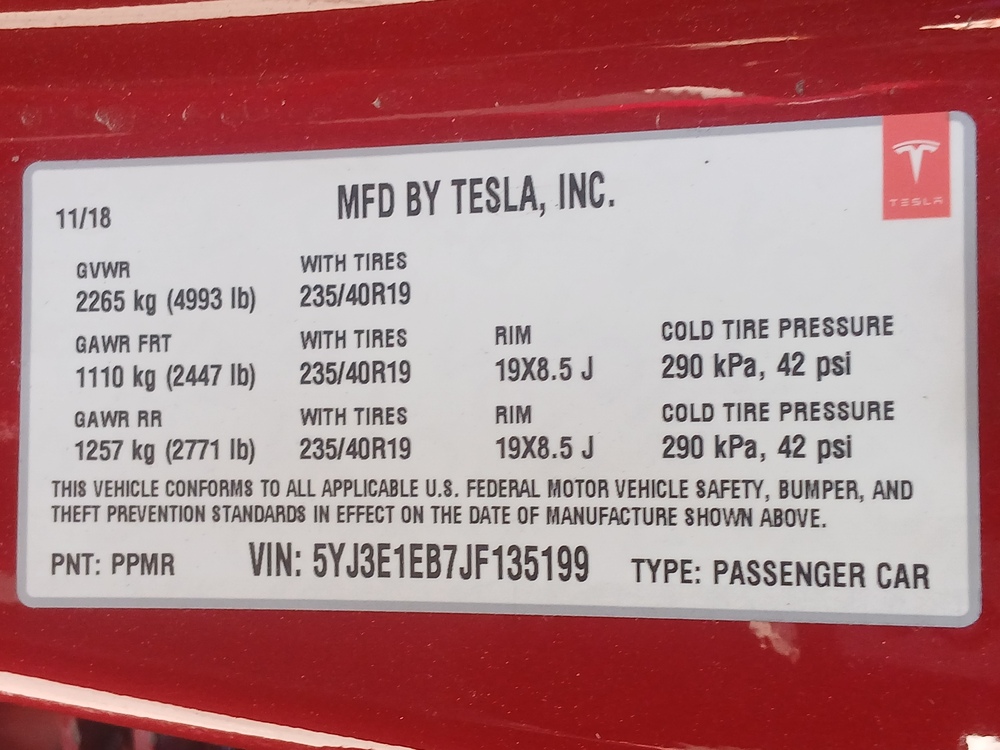 MFD BY TESLA, INC.
TESLA
11/18
GVWR WITH TIRES
2265 kg (4993 lb) 235/40R19
GAWR FRT WITH TIRES RIM COLD TIRE PRESSURE
1110 kg (2447 lb) 235/40R19 19X8.5 J 290 kPa, 42 psi
GAWR RR WITH TIRES RIM COLD TIRE PRESSURE
1257 kg (2771 lb) 235/40R19 19X8.5 J 290 kPa, 42 psi
THIS VEHICLE CONFORMS TO ALL APPLICABLE U.S. FEDERAL MOTOR VEHICLE SAFETY, BUMPER, AND
THEFT PREVENTION STANDARDS IN EFFECT ON THE DATE OF MANUFACTURE SHOWN ABOVE.
PNT: PPMR VIN: 5YJ3E1EB7JF135199 TYPE: PASSENGER CAR